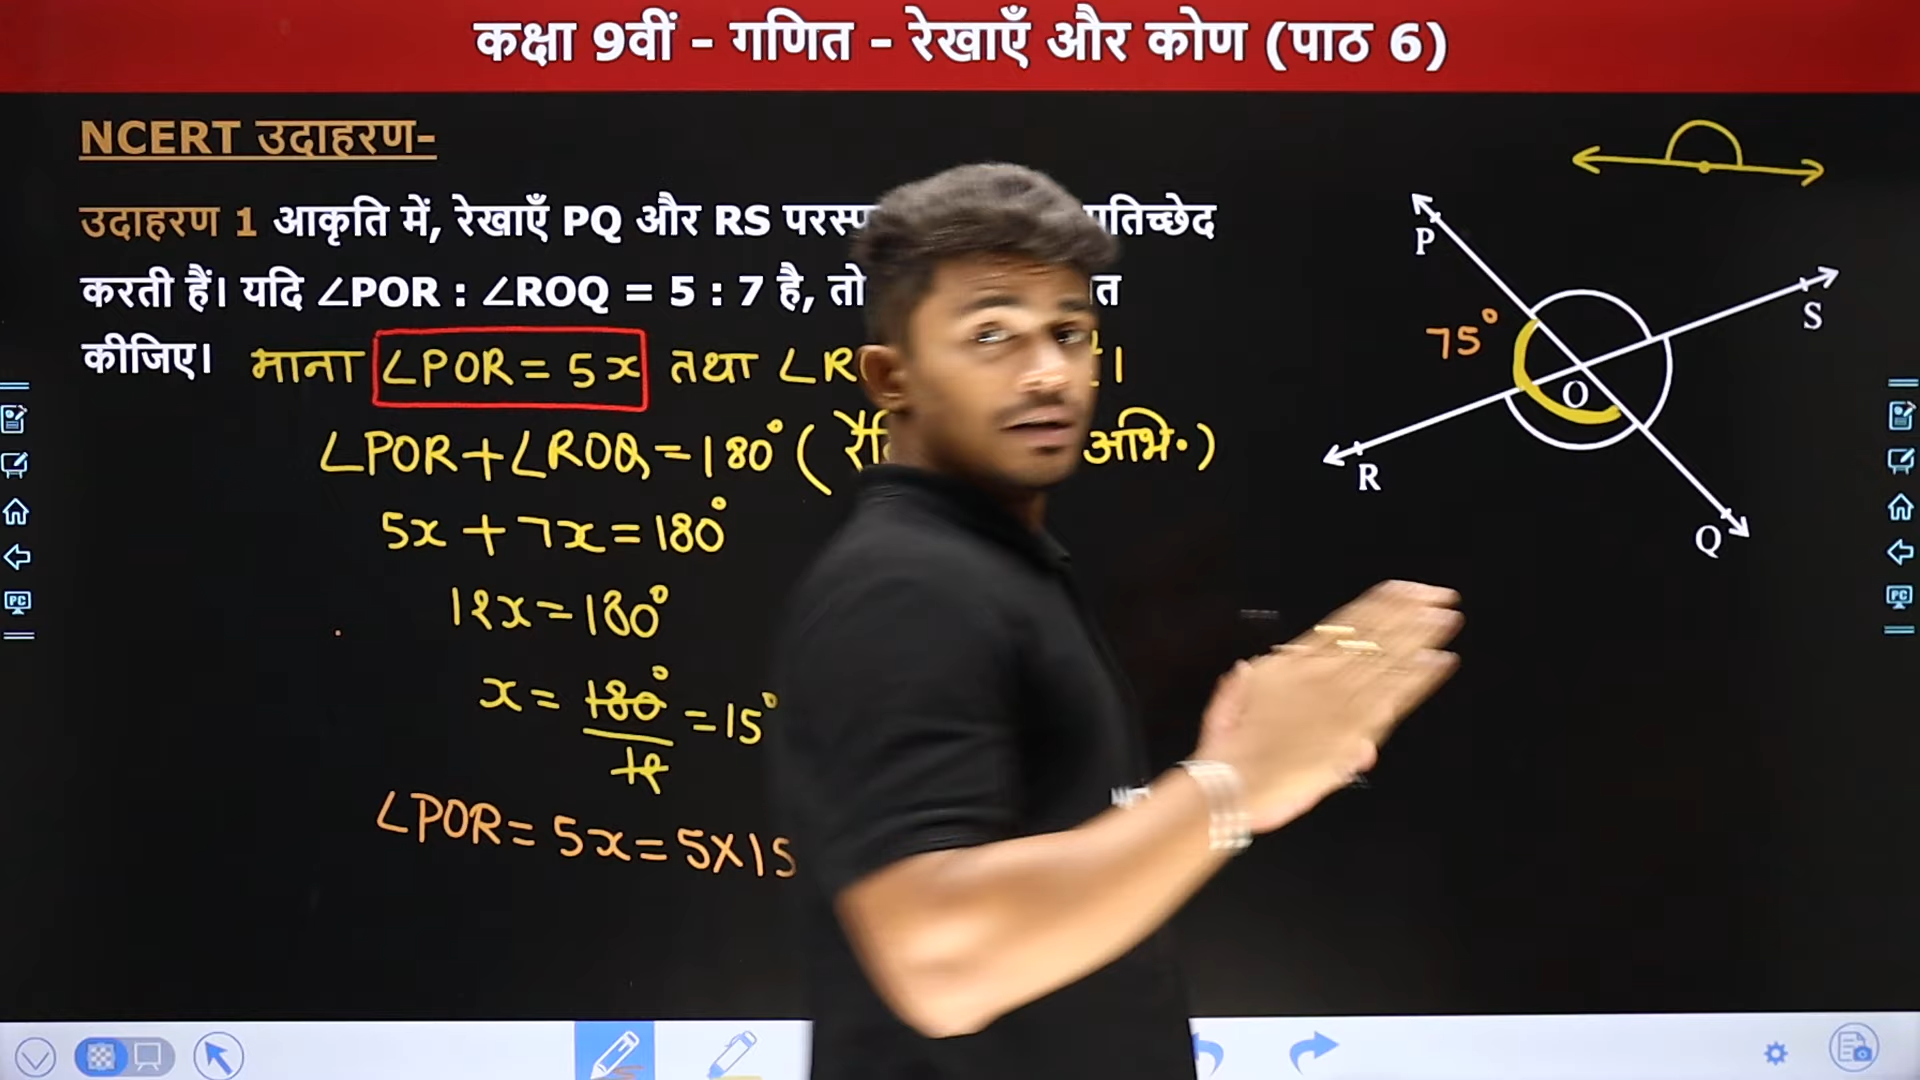 कक्षा 9वीं - गणित - रेखाएँ और कोण (पाठ 6)
NCERT उदाहरण-
उदाहरण 1 आकृति में, रेखाएँ PQ और RS
करती हैं। यदि ∠POR : ∠ROQ = 5 : 7 है, तो
कीजिए। माना ∠POR = 5x तथा
∠POR + ∠ROQ = 180° ( अभि॰ )
5x + 7x = 180°
12x = 180°
x = 180° / 12 = 15°
∠POR = 5x = 5×15
P
S
75°
O
R
Q
PC
PC